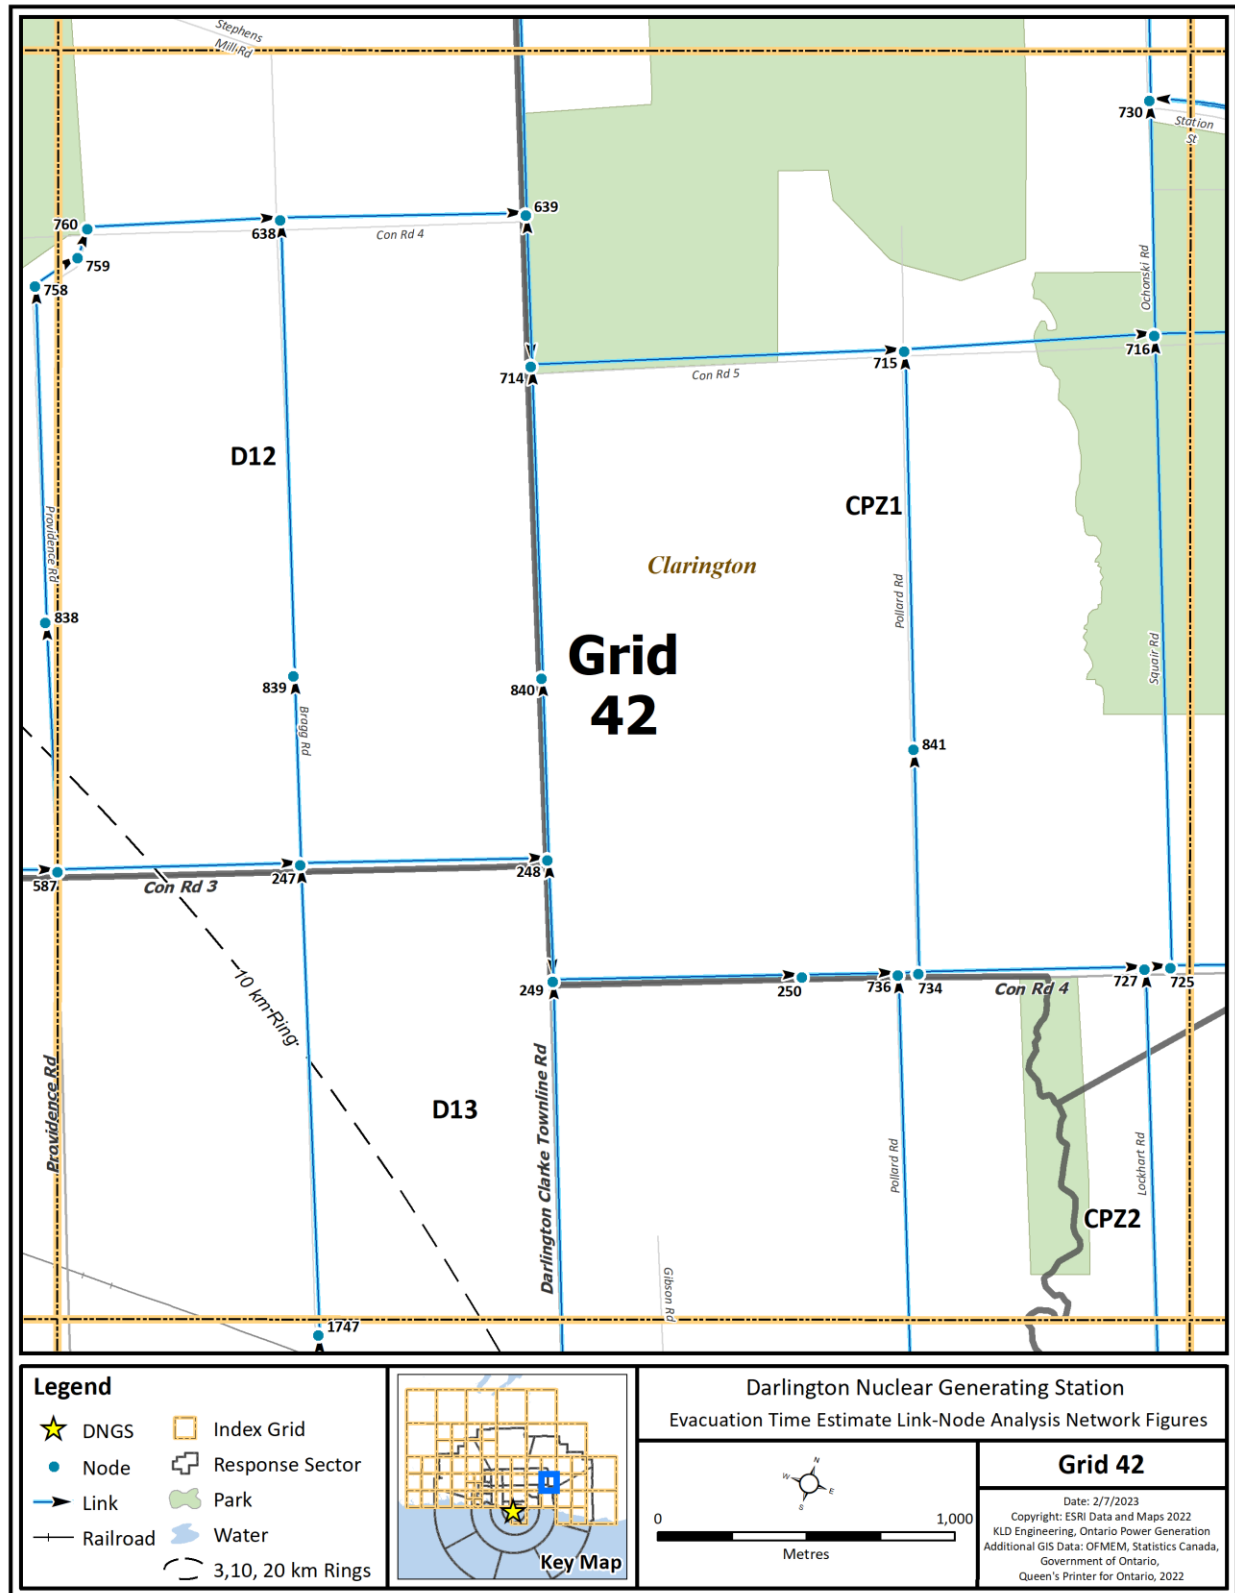 Stephens
Mill Rd
730
Station
St
639
760
638
Con Rd 4
759
758
Ochonski Rd
716
715
714
Con Rd 5
D12
CPZ1
Providence Rd
Clarington
Pollard Rd
838
Grid
42
Squair Rd
839
840
Bragg Rd
841
587
Con Rd 3
247
248
249
250
736
734
Con Rd 4
727
725
10 km Ring
Providence Rd
D13
Darlington Clarke Townline Rd
Pollard Rd
Lockhart Rd
CPZ2
Gibson Rd
1747
Legend
DNGS
Node
Link
Railroad
Index Grid
Response Sector
Park
Water
3,10, 20 km Rings
Key Map
Darlington Nuclear Generating Station
Evacuation Time Estimate Link-Node Analysis Network Figures
N
W
E
S
0
1,000
Metres
Grid 42
Date: 2/7/2023
Copyright: ESRI Data and Maps 2022
KLD Engineering, Ontario Power Generation
Additional GIS Data: OFMEM, Statistics Canada,
Government of Ontario,
Queen's Printer for Ontario, 2022